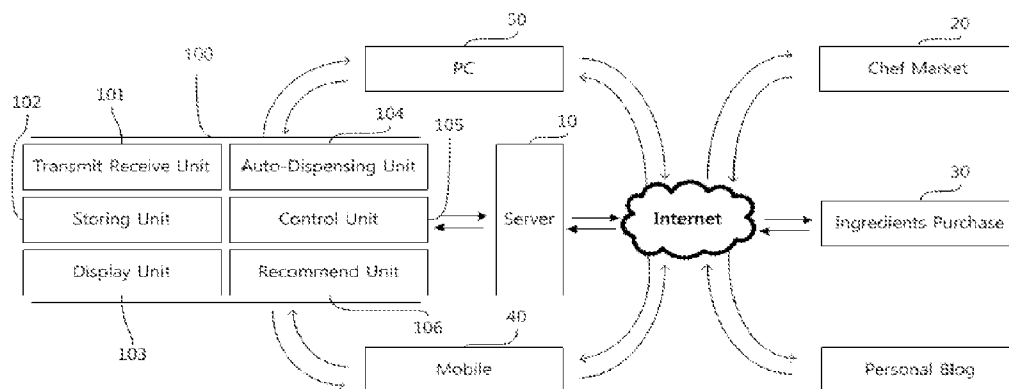 50
20
PC
Chef Market
100
102
101
104
105
10
Transmit Receive Unit
Auto-Dispensing Unit
30
Storing Unit
Control Unit
Server
Internet
Ingredients Purchase
Display Unit
Recommend Unit
103
106
40
Mobile
Personal Blog